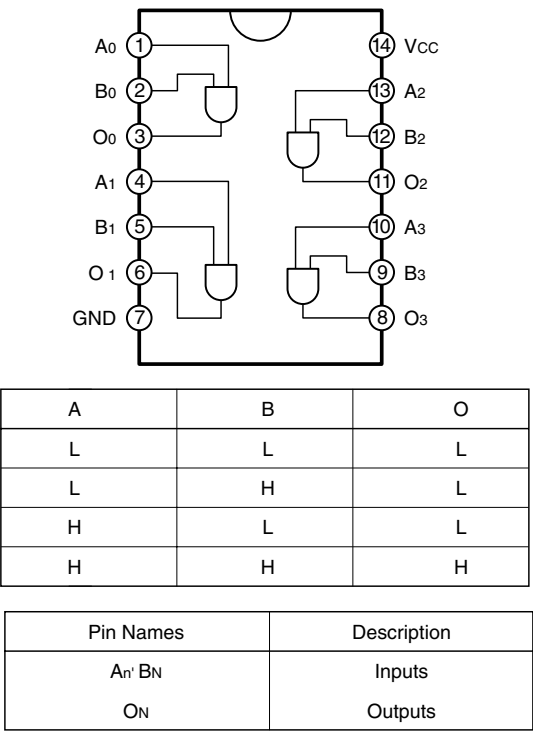 A0 1 14 VCC
B0 2 13 A2
O0 3 12 B2
A1 4 11 O2
B1 5 10 A3
O 1 6 9 B3
GND 7 8 O3
A B O
L L L
L H L
H L L
H H H
Pin Names Description
An' BN Inputs
ON Outputs